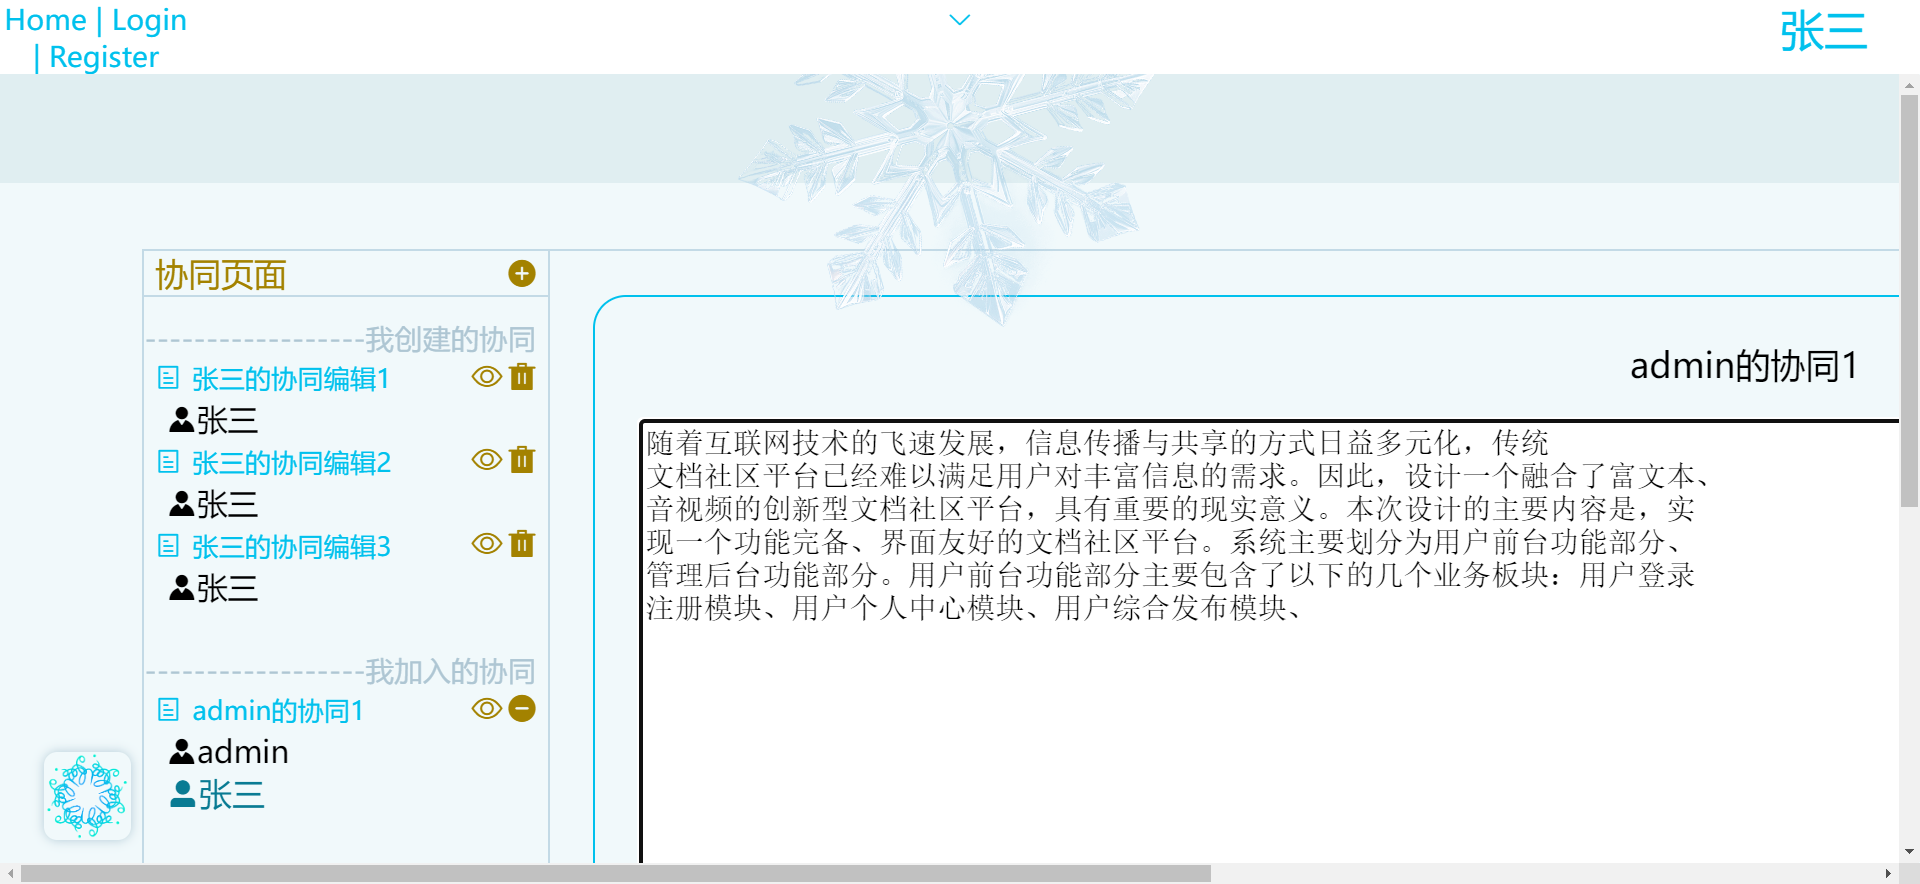 Home | Login
| Register
张三
协同页面
------------------我创建的协同
张三的协同编辑1
张三
张三的协同编辑2
张三
张三的协同编辑3
张三
------------------我加入的协同
admin的协同1
admin
张三
admin的协同1
随着互联网技术的飞速发展，信息传播与共享的方式日益多元化，传统
文档社区平台已经难以满足用户对丰富信息的需求。因此，设计一个融合了富文本、
音视频的创新型文档社区平台，具有重要的现实意义。本次设计的主要内容是，实
现一个功能完备、界面友好的文档社区平台。系统主要划分为用户前台功能部分、
管理后台功能部分。用户前台功能部分主要包含了以下的几个业务板块：用户登录
注册模块、用户个人中心模块、用户综合发布模块、